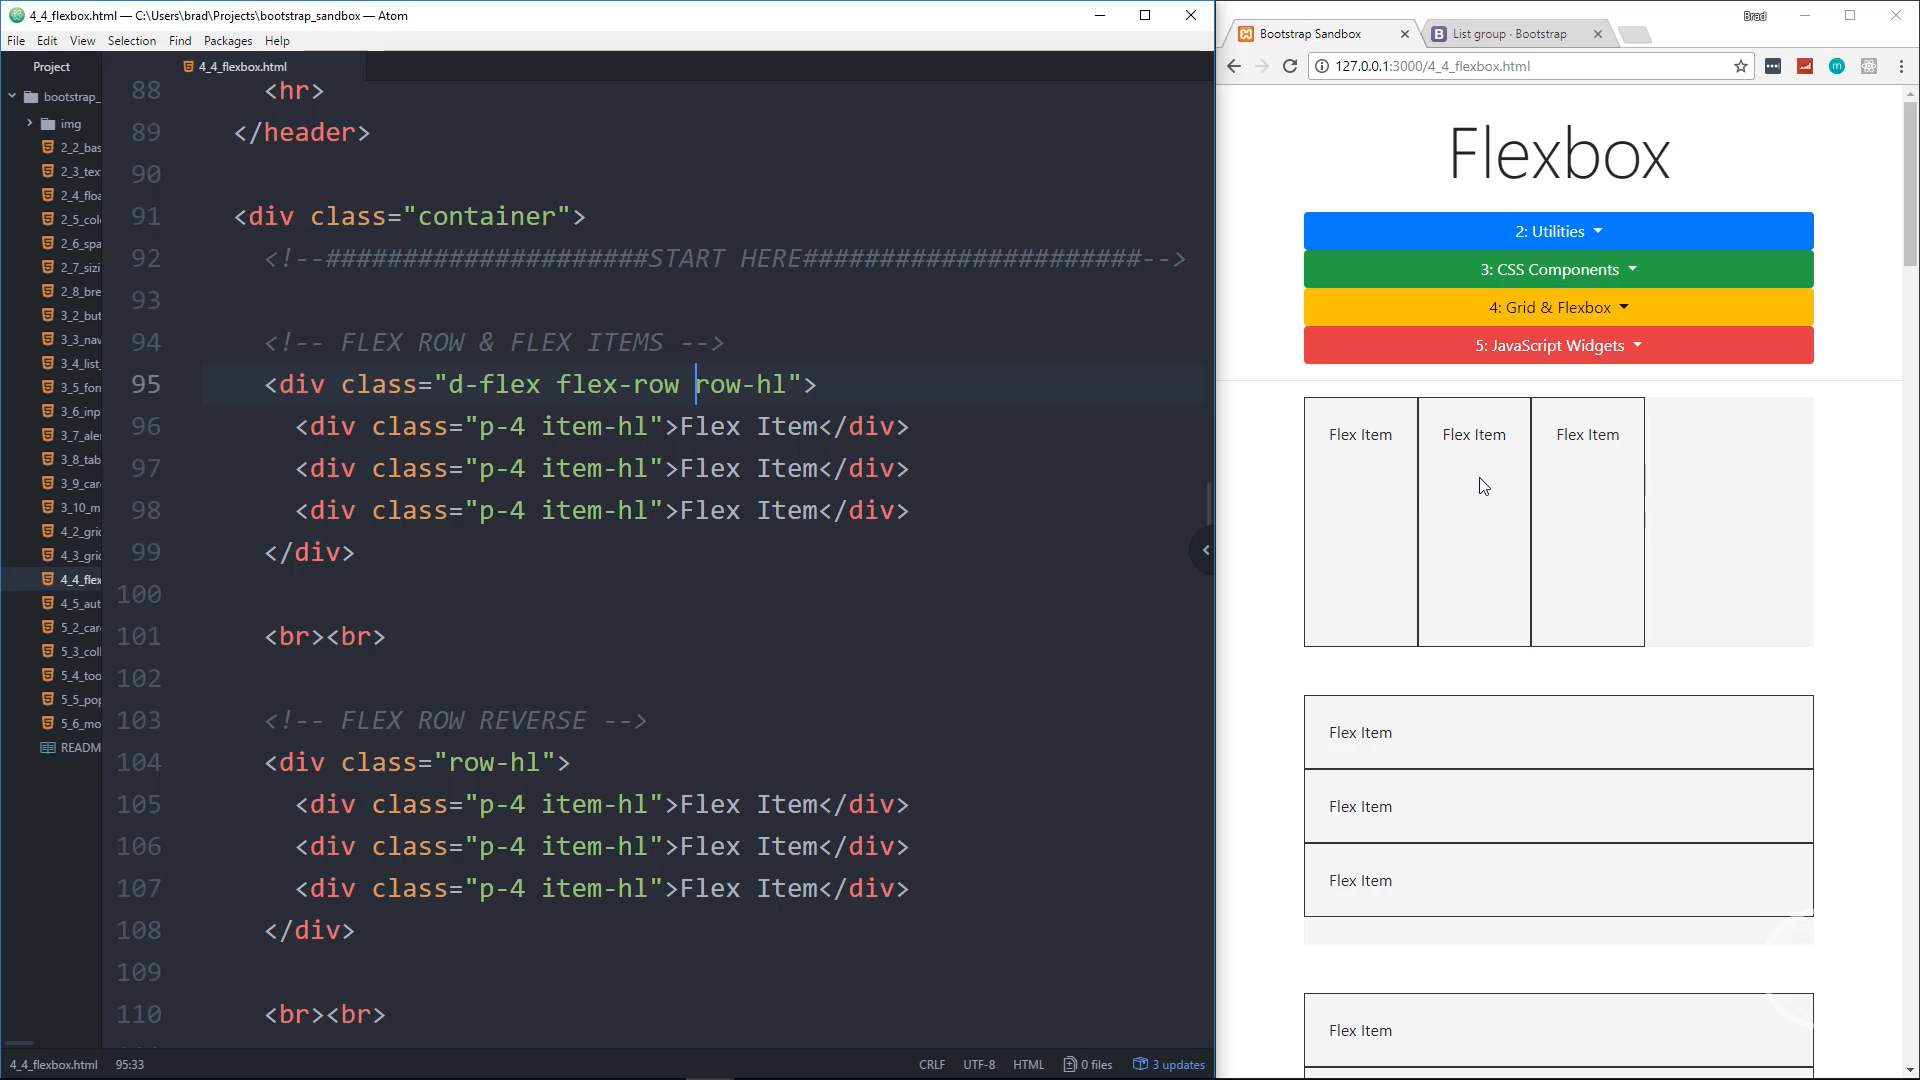 4_4_flexbox.html — C:\Users\brad\Projects\bootstrap_sandbox — Atom
File Edit View Selection Find Packages Help
Project
bootstrap_
img
2_2_bas
2_3_tex
2_4_floa
2_5_colo
2_6_spa
2_7_sizi
2_8_bre
3_2_but
3_3_nav
3_4_list_
3_5_forn
3_6_inp
3_7_aler
3_8_tab
3_9_car
3_10_m
4_2_gric
4_3_gric
4_4_flex
4_5_aut
5_2_car
5_3_coll
5_4_too
5_5_pop
5_6_mo
README
4_4_flexbox.html
88 <hr>
89 </header>
90
91 <div class="container">
92 <!--#####################START HERE######################-->
93
94 <!-- FLEX ROW & FLEX ITEMS -->
95 <div class="d-flex flex-row row-hl">
96 <div class="p-4 item-hl">Flex Item</div>
97 <div class="p-4 item-hl">Flex Item</div>
98 <div class="p-4 item-hl">Flex Item</div>
99 </div>
100
101 <br><br>
102
103 <!-- FLEX ROW REVERSE -->
104 <div class="row-hl">
105 <div class="p-4 item-hl">Flex Item</div>
106 <div class="p-4 item-hl">Flex Item</div>
107 <div class="p-4 item-hl">Flex Item</div>
108 </div>
109
110 <br><br>
4_4_flexbox.html 95:33 CRLF UTF-8 HTML 0 files 3 updates
Brad
Bootstrap Sandbox
List group · Bootstrap
127.0.0.1:3000/4_4_flexbox.html
Flexbox
2: Utilities
3: CSS Components
4: Grid & Flexbox
5: JavaScript Widgets
Flex Item Flex Item Flex Item
Flex Item
Flex Item
Flex Item
Flex Item